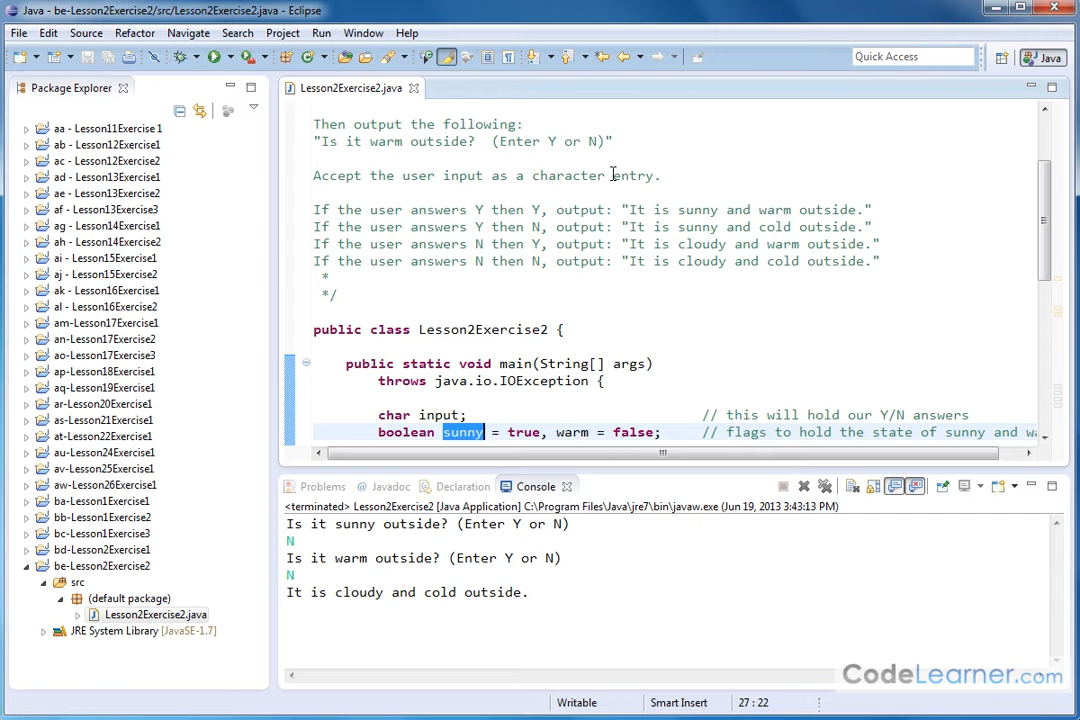 Java - be-Lesson2Exercise2/src/Lesson2Exercise2.java - Eclipse
File Edit Source Refactor Navigate Search Project Run Window Help
Quick Access
Java
Package Explorer
aa - Lesson11Exercise1
ab - Lesson12Exercise1
ac - Lesson12Exercise2
ad - Lesson13Exercise1
ae - Lesson13Exercise2
af - Lesson13Exercise3
ag - Lesson14Exercise1
ah - Lesson14Exercise2
ai - Lesson15Exercise1
aj - Lesson15Exercise2
ak - Lesson16Exercise1
al - Lesson16Exercise2
am-Lesson17Exercise1
an-Lesson17Exercise2
ao-Lesson17Exercise3
ap-Lesson18Exercise1
aq-Lesson19Exercise1
ar-Lesson20Exercise1
as-Lesson21Exercise1
at-Lesson22Exercise1
au-Lesson24Exercise1
av-Lesson25Exercise1
aw-Lesson26Exercise1
ba-Lesson1Exercise1
bb-Lesson1Exercise2
bc-Lesson1Exercise3
bd-Lesson2Exercise1
be-Lesson2Exercise2
src
(default package)
Lesson2Exercise2.java
JRE System Library [JavaSE-1.7]
Lesson2Exercise2.java
Then output the following:
"Is it warm outside?  (Enter Y or N)"
Accept the user input as a character entry.
If the user answers Y then Y, output: "It is sunny and warm outside."
If the user answers Y then N, output: "It is sunny and cold outside."
If the user answers N then Y, output: "It is cloudy and warm outside."
If the user answers N then N, output: "It is cloudy and cold outside."
*
*/
public class Lesson2Exercise2 {
public static void main(String[] args)
throws java.io.IOException {
char input; // this will hold our Y/N answers
boolean sunny = true, warm = false; // flags to hold the state of sunny and wa
Problems Javadoc Declaration Console
<terminated> Lesson2Exercise2 [Java Application] C:\Program Files\Java\jre7\bin\javaw.exe (Jun 19, 2013 3:43:13 PM)
Is it sunny outside? (Enter Y or N)
N
Is it warm outside? (Enter Y or N)
N
It is cloudy and cold outside.
CodeLearner.com
Writable Smart Insert 27 : 22